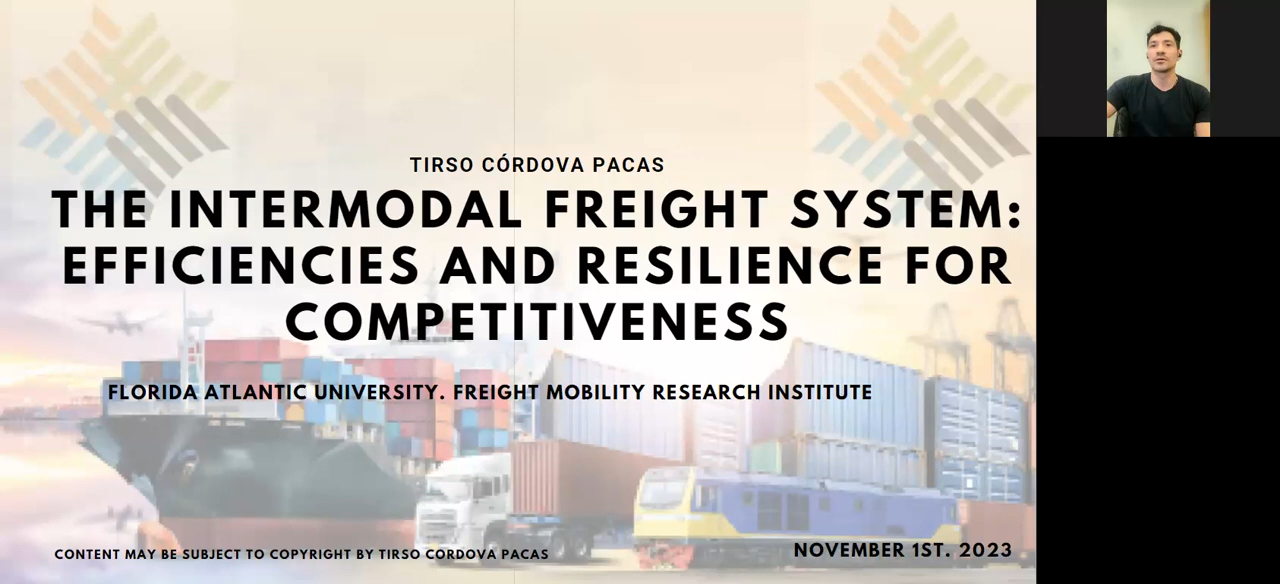 TIRSO CÓRDOVA PACAS
THE INTERMODAL FREIGHT SYSTEM:
EFFICIENCIES AND RESILIENCE FOR
COMPETITIVENESS
FLORIDA ATLANTIC UNIVERSITY. FREIGHT MOBILITY RESEARCH INSTITUTE
CONTENT MAY BE SUBJECT TO COPYRIGHT BY TIRSO CORDOVA PACAS
NOVEMBER 1ST. 2023